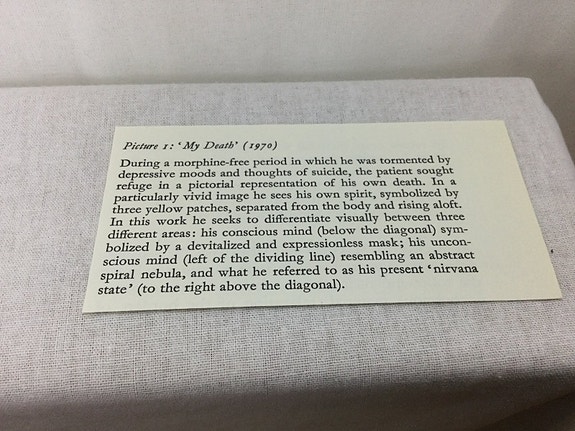 Picture 1: 'My Death' (1970)
During a morphine-free period in which he was tormented by
depressive moods and thoughts of suicide, the patient sought
refuge in a pictorial representation of his own death. In a
particularly vivid image he sees his own spirit, symbolized by
three yellow patches, separated from the body and rising aloft.
In this work he seeks to differentiate visually between three
different areas: his conscious mind (below the diagonal) sym-
bolized by a devitalized and expressionless mask; his uncon-
scious mind (left of the dividing line) resembling an abstract
spiral nebula, and what he referred to as his present 'nirvana
state' (to the right above the diagonal).